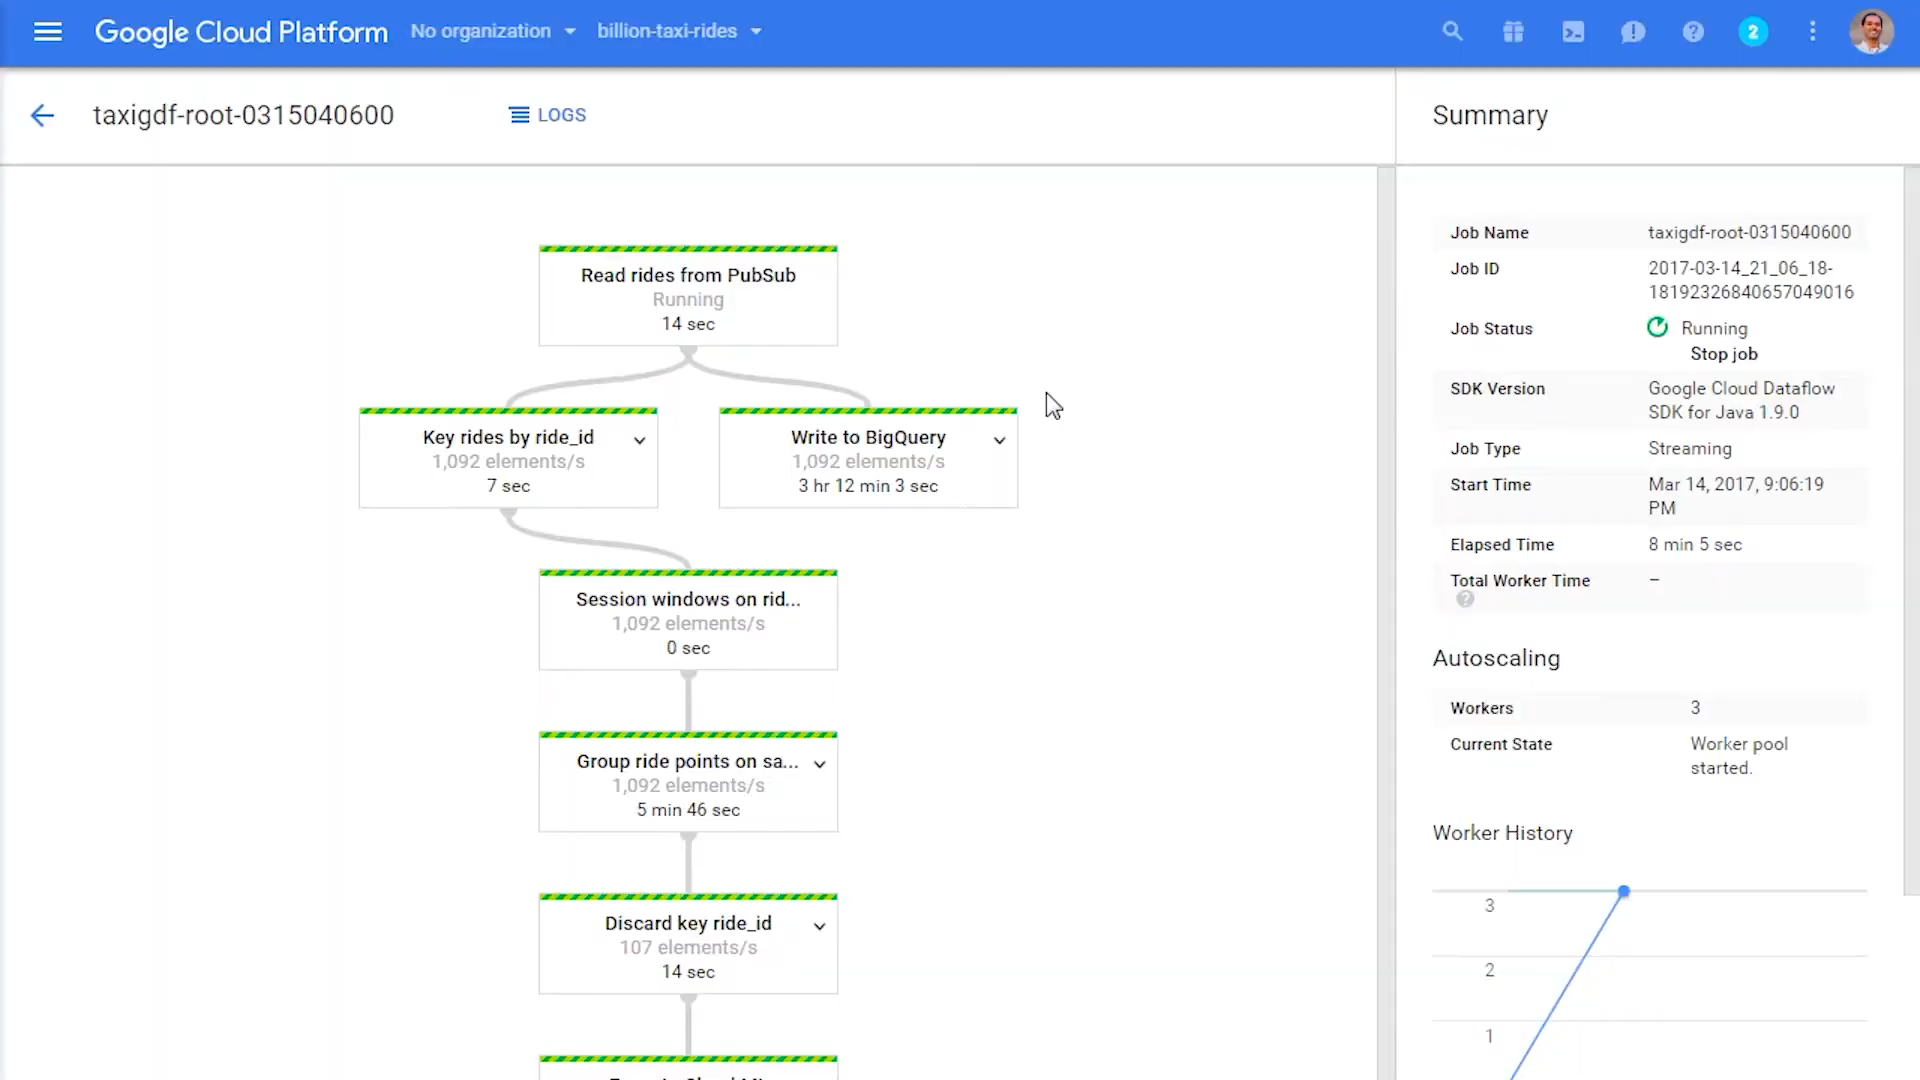 Google Cloud Platform
No organization
billion-taxi-rides
2
taxigdf-root-0315040600
LOGS
Read rides from PubSub
Running
14 sec
Key rides by ride_id
1,092 elements/s
7 sec
Write to BigQuery
1,092 elements/s
3 hr 12 min 3 sec
Session windows on rid...
1,092 elements/s
0 sec
Group ride points on sa...
1,092 elements/s
5 min 46 sec
Discard key ride_id
107 elements/s
14 sec
Summary
Job Name
taxigdf-root-0315040600
Job ID
2017-03-14_21_06_18-
18192326840657049016
Job Status
Running
Stop job
SDK Version
Google Cloud Dataflow
SDK for Java 1.9.0
Job Type
Streaming
Start Time
Mar 14, 2017, 9:06:19
PM
Elapsed Time
8 min 5 sec
Total Worker Time
–
Autoscaling
Workers
3
Current State
Worker pool
started.
Worker History
3
2
1